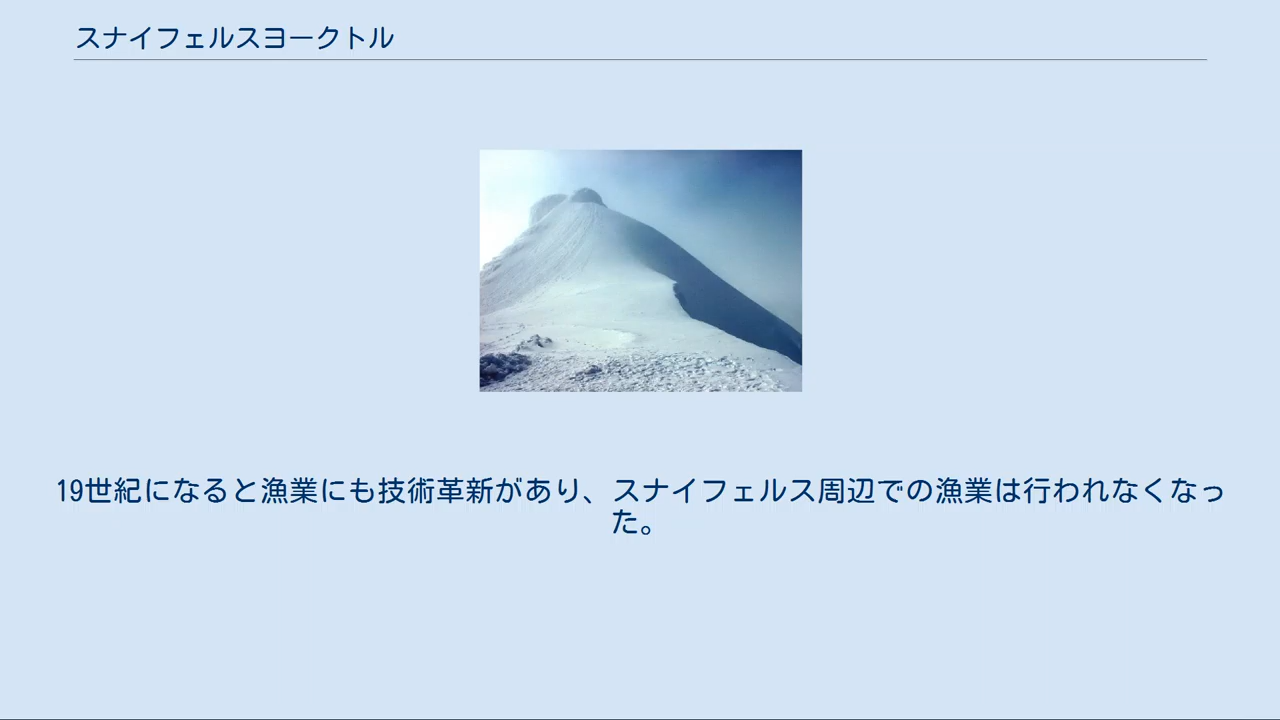 スナイフェルスヨークトル
19世紀になると漁業にも技術革新があり、スナイフェルス周辺での漁業は行われなくなっ
た。